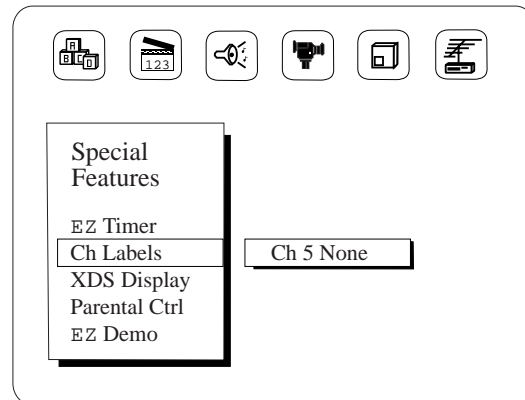 A
B C D
123
Special
Features
EZ Timer
Ch Labels
Ch 5 None
XDS Display
Parental Ctrl
EZ Demo